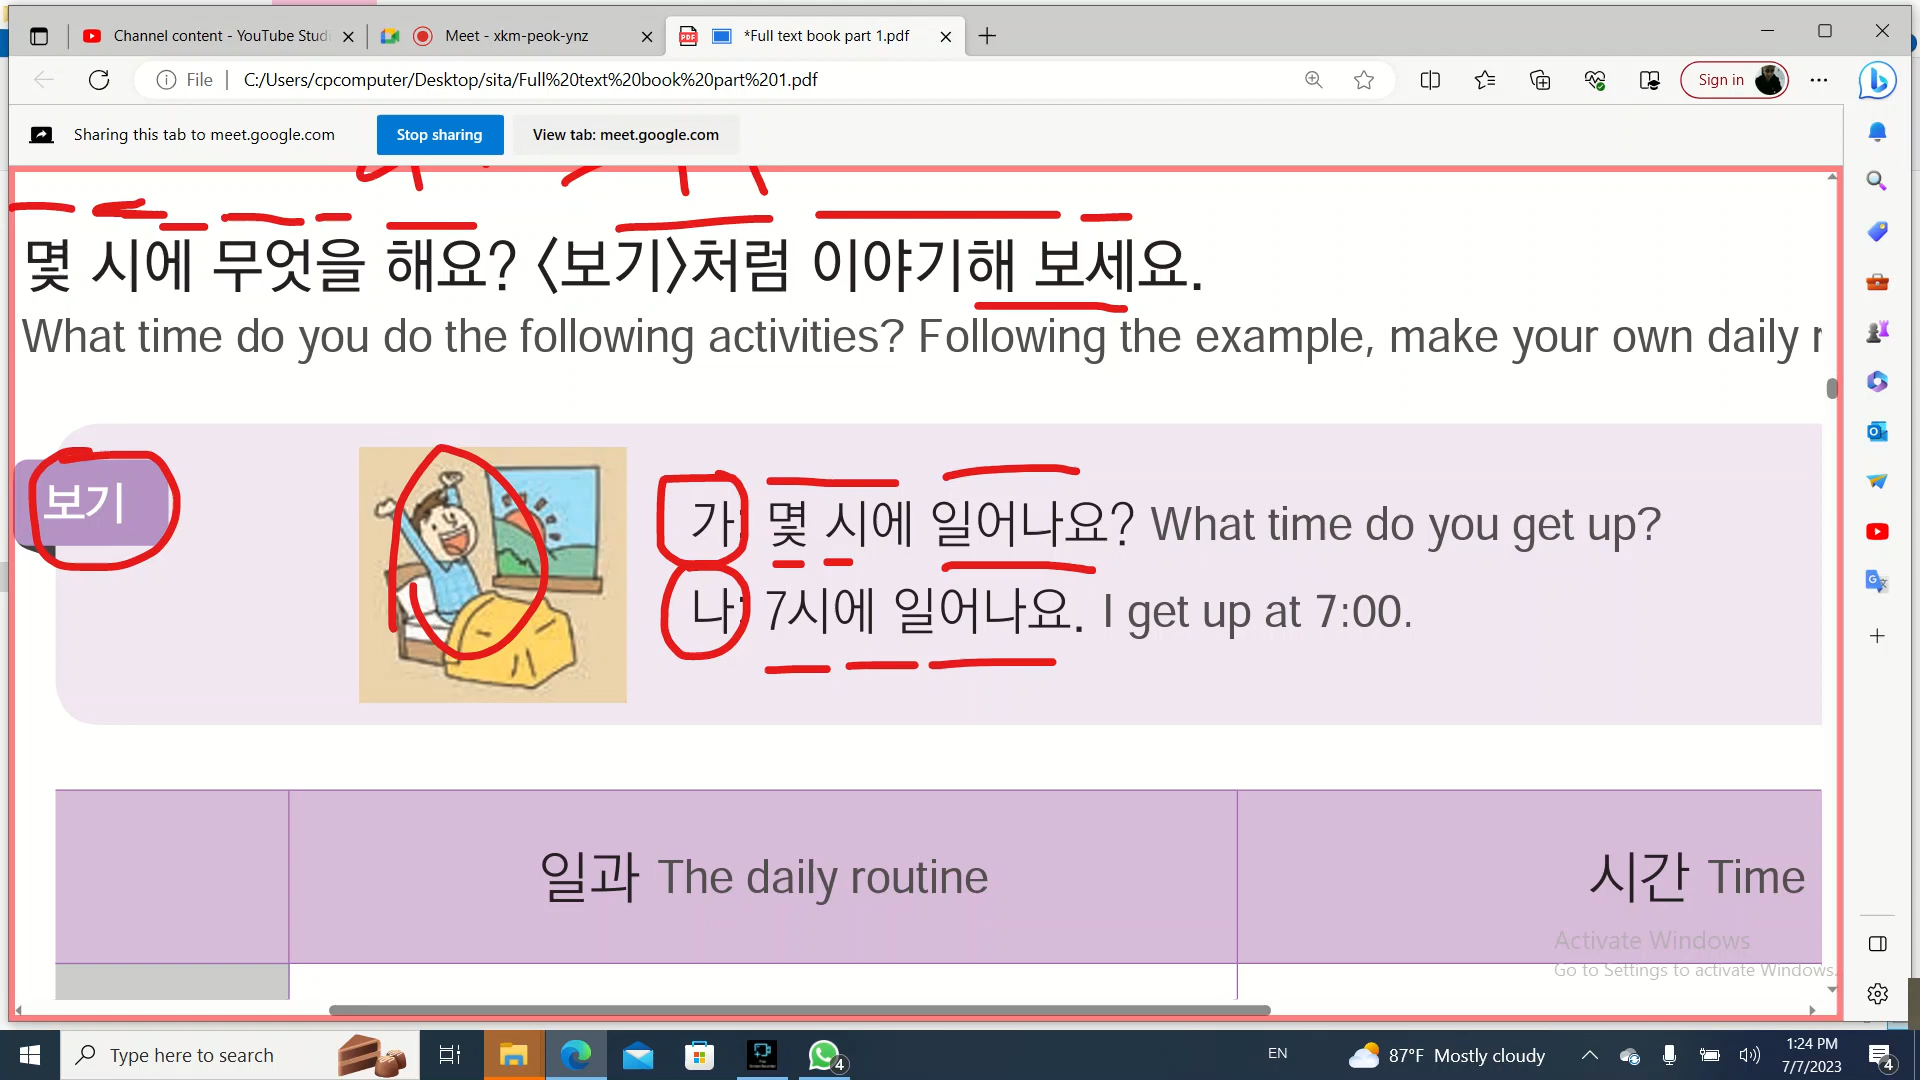 Channel content - YouTube Studi
Meet - xkm-peok-ynz
*Full text book part 1.pdf
File
C:/Users/cpcomputer/Desktop/sita/Full%20text%20book%20part%201.pdf
Sign in
Sharing this tab to meet.google.com
Stop sharing
View tab: meet.google.com
몇 시에 무엇을 해요? 〈보기〉처럼 이야기해 보세요.
What time do you do the following activities? Following the example, make your own daily r
보기
가: 몇 시에 일어나요? What time do you get up?
나: 7시에 일어나요. I get up at 7:00.
일과 The daily routine
시간 Time
Activate Windows
Go to Settings to activate Windows.
Type here to search
4
EN
87°F Mostly cloudy
1:24 PM
7/7/2023
4